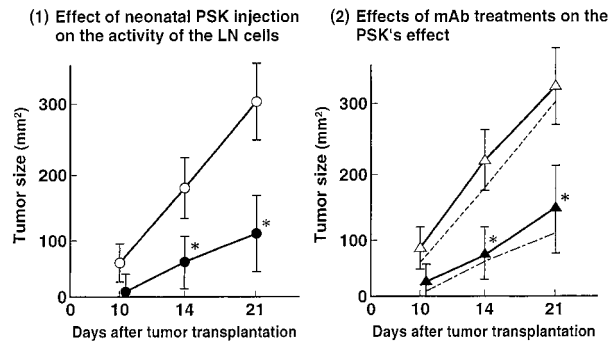 (1) Effect of neonatal PSK injection
on the activity of the LN cells
300
200
100
0
Tumor size (mm²)
*
*
0 10 14 21
Days after tumor transplantation
(2) Effects of mAb treatments on the
PSK's effect
300
200
100
0
Tumor size (mm²)
*
*
0 10 14 21
Days after tumor transplantation